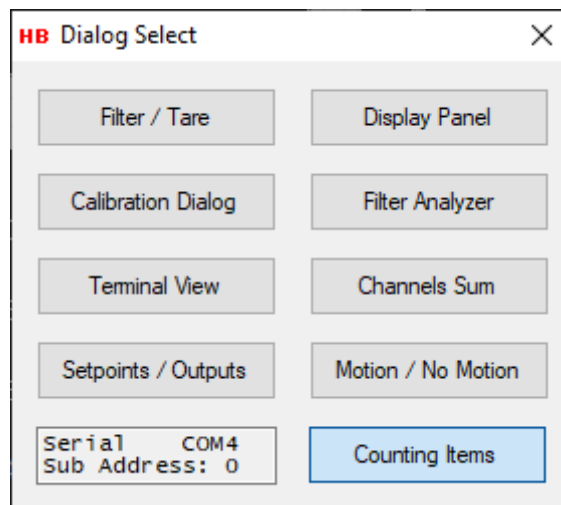 HB Dialog Select
Filter / Tare
Display Panel
Calibration Dialog
Filter Analyzer
Terminal View
Channels Sum
Setpoints / Outputs
Motion / No Motion
Serial COM4
Sub Address: 0
Counting Items